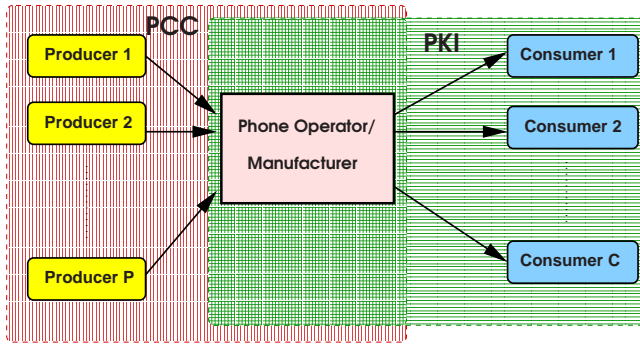 PCC
PKI
Producer 1
Consumer 1
Producer 2
Phone Operator/
Manufacturer
Consumer 2
Producer P
Consumer C